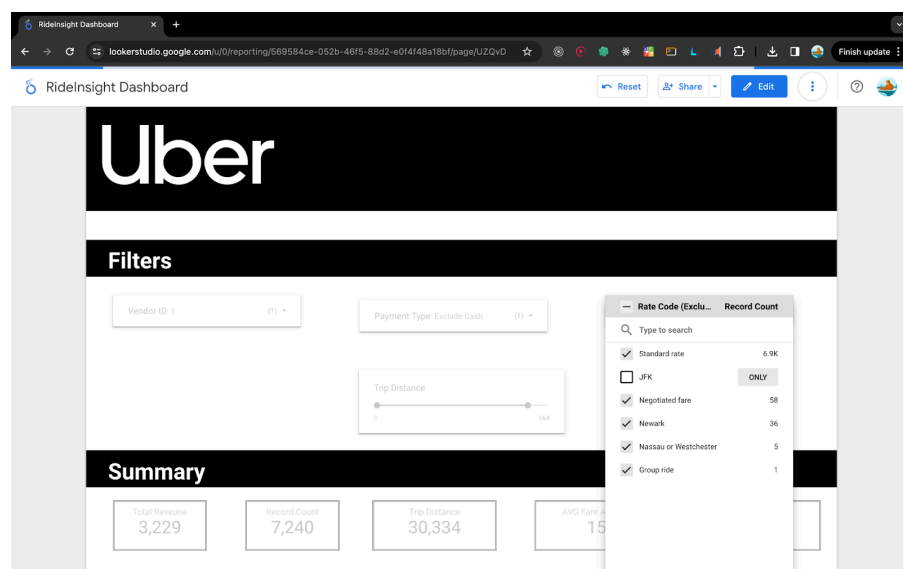 RideInsight Dashboard
lookerstudio.google.com/u/0/reporting/569584ce-052b-46f5-88d2-e0f4f48a18bf/page/UZQvD
Finish update
RideInsight Dashboard
Reset
Share
Edit
Uber
Filters
Vendor ID: 1 (1)
Payment Type: Exclude Cash (1)
Rate Code (Exclu... Record Count
Type to search
Standard rate 6.9K
JFK ONLY
Negotiated fare 58
Newark 36
Nassau or Westchester 5
Group ride 1
Trip Distance
0 164
Summary
Total Reveune
3,229
Record Count
7,240
Trip Distance
30,334
AVG Fare A
15